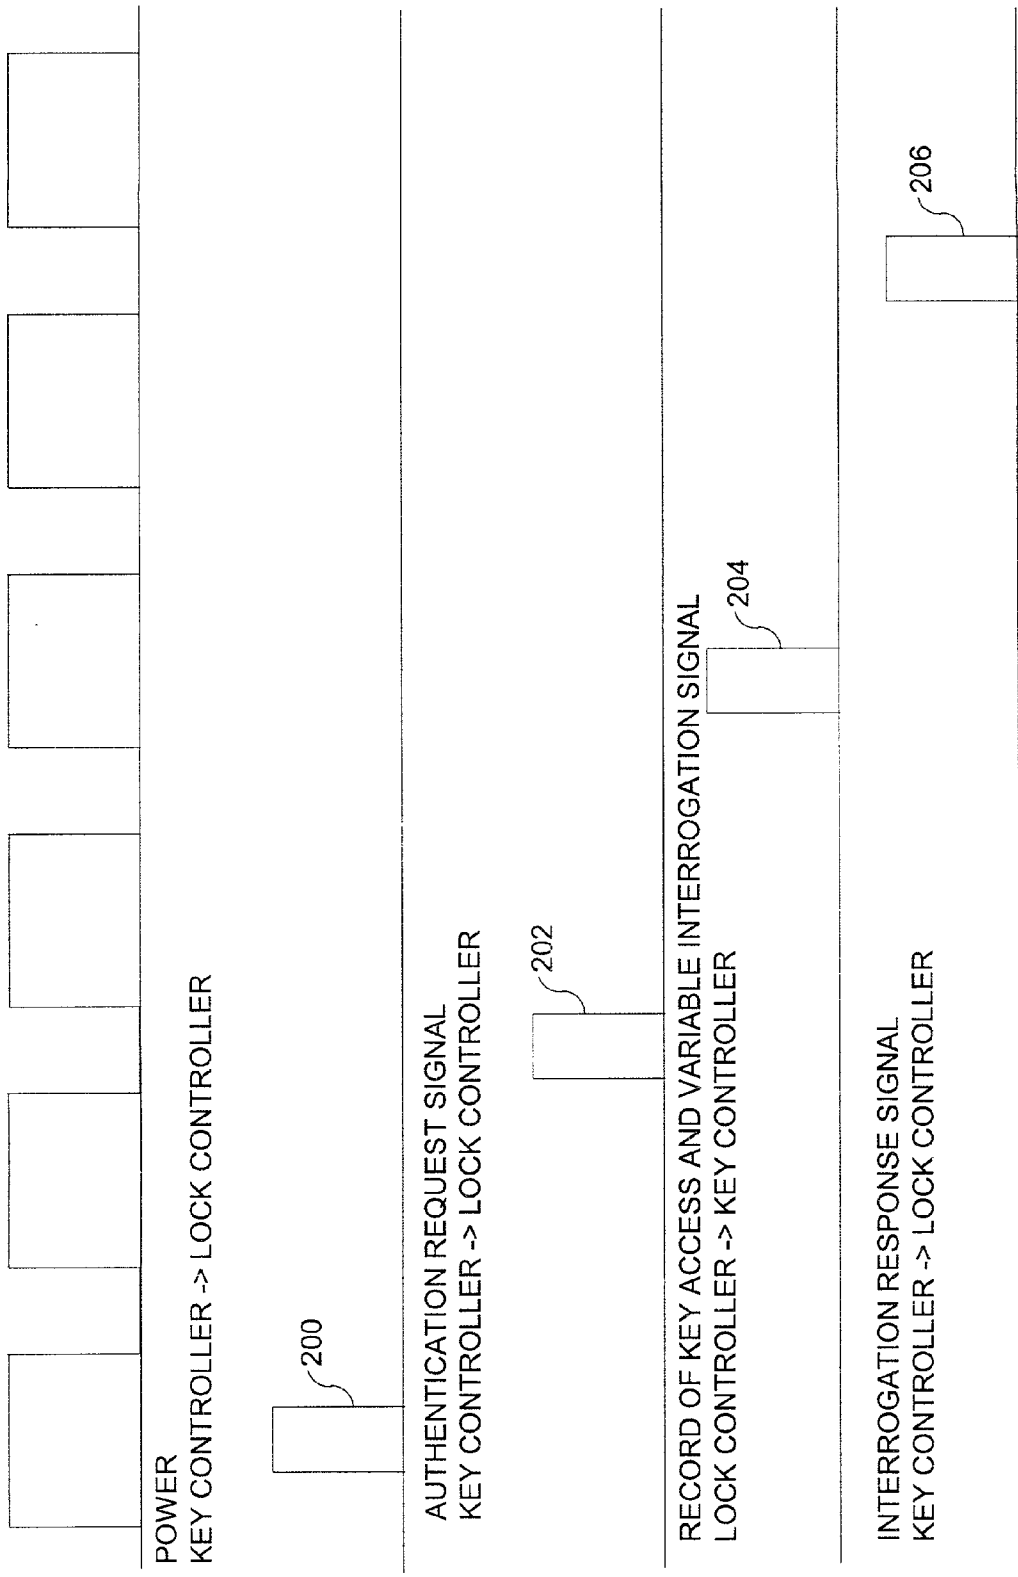 POWER
KEY CONTROLLER -> LOCK CONTROLLER
200
AUTHENTICATION REQUEST SIGNAL
KEY CONTROLLER -> LOCK CONTROLLER
202
RECORD OF KEY ACCESS AND VARIABLE INTERROGATION SIGNAL
LOCK CONTROLLER -> KEY CONTROLLER
204
INTERROGATION RESPONSE SIGNAL
KEY CONTROLLER -> LOCK CONTROLLER
206